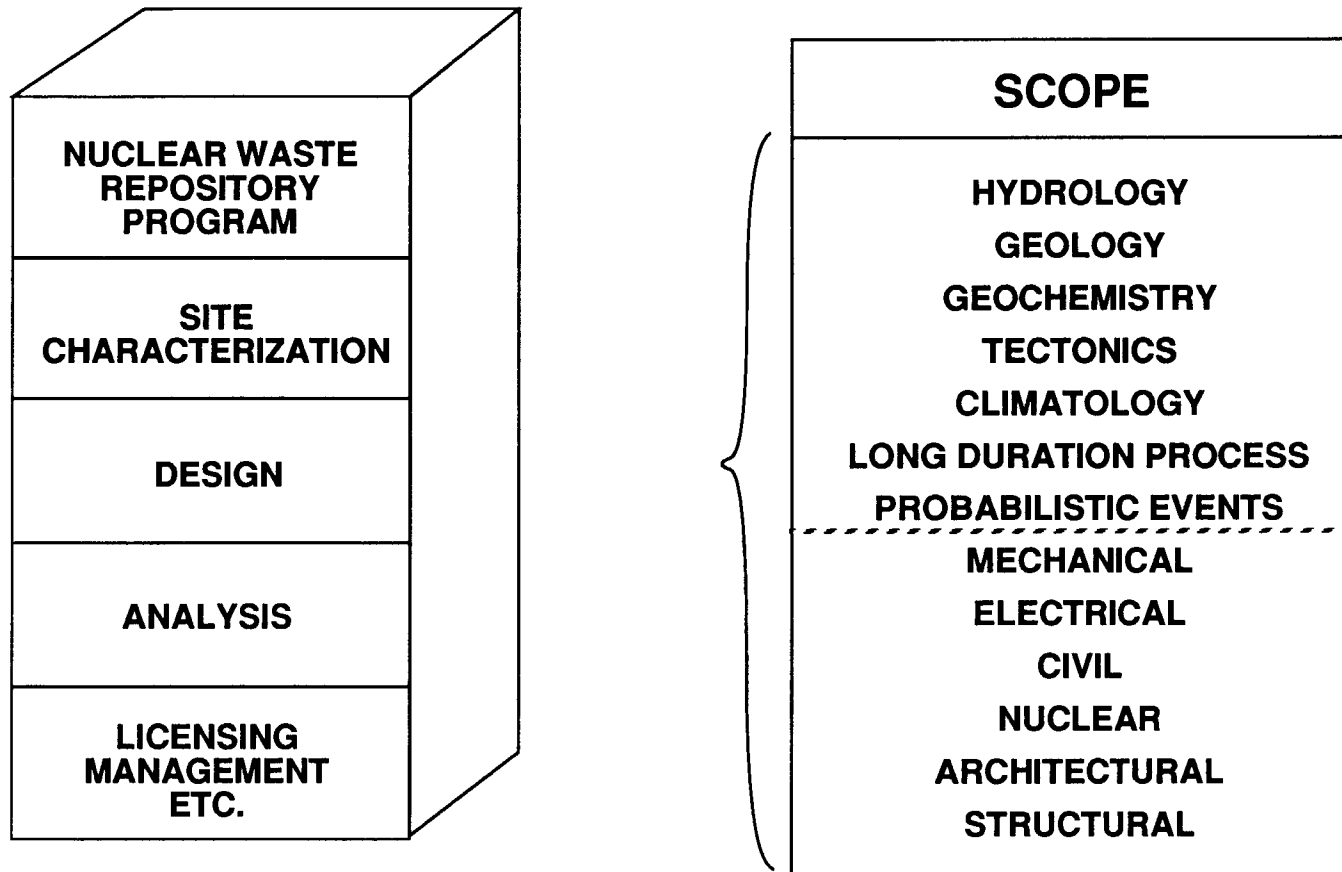 NUCLEAR WASTE
REPOSITORY
PROGRAM
SITE
CHARACTERIZATION
DESIGN
ANALYSIS
LICENSING
MANAGEMENT
ETC.
SCOPE
HYDROLOGY
GEOLOGY
GEOCHEMISTRY
TECTONICS
CLIMATOLOGY
LONG DURATION PROCESS
PROBABILISTIC EVENTS
MECHANICAL
ELECTRICAL
CIVIL
NUCLEAR
ARCHITECTURAL
STRUCTURAL